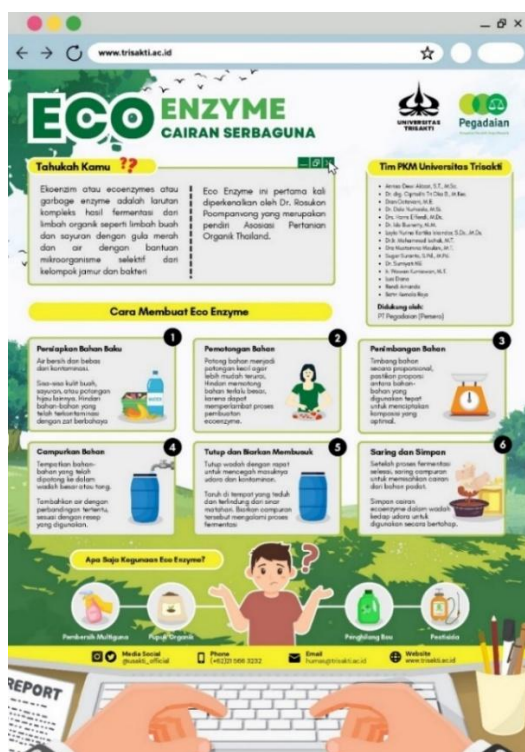 www.trisakti.ac.id
ECO ENZYME
CAIRAN SERBAGUNA
UNIVERSITAS
TRISAKTI
Pegadaian
Tahukah Kamu ??
Ekoenzim atau ecoenzymes atau
garbage enzyme adalah larutan
kompleks hasil fermentasi dari
limbah organik seperti limbah buah
dan sayuran dengan gula merah
dan air dengan bantuan
mikroorganisme selektif dari
kelompok jamur dan bakteri
Eco Enzyme ini pertama kali
diperkenalkan oleh Dr. Rosukon
Poompanvong yang merupakan
pendiri Asosiasi Pertanian
Organik Thailand.
Tim PKM Universitas Trisakti
Didukung oleh:
PT Pegadaian (Persero)
Cara Membuat Eco Enzyme
1
Persiapkan Bahan Baku
Air bersih dan bebas
dari kontaminasi.
Sisa-sisa kulit buah,
sayuran, atau potongan
hijau lainnya. Hindari
bahan-bahan yang
telah terkontaminasi
dengan zat berbahaya
2
Pemotongan Bahan
Potong bahan menjadi
potongan kecil agar
lebih mudah terurai,
Hindari memotong
bahan terlalu besar,
karena dapat
memperlambat proses
pembuatan
ecoenzyme.
3
Penimbangan Bahan
Timbang bahan
secara proporsional,
pastikan proporsi
antara bahan-
bahan yang
digunakan tepat
untuk menciptakan
komposisi yang
optimal.
4
Campurkan Bahan
Tempatkan bahan-
bahan yang telah
dipotong ke dalam
wadah besar atau tong.
Tambahkan air dengan
perbandingan tertentu,
sesuai dengan resep
yang digunakan.
5
Tutup dan Biarkan Membusuk
Tutup wadah dengan rapat
untuk mencegah masuknya
udara dan kontaminan.
Taruh di tempat yang teduh
dan terlindung dari sinar
matahari. Biarkan campuran
tersebut mengalami proses
fermentasi
6
Saring dan Simpan
Setelah proses fermentasi
selesai, saring campuran
untuk memisahkan cairan
dari bahan padat.
Simpan cairan
ecoenzyme dalam wadah
kedap udara untuk
digunakan secara bertahap.
Apa Saja Kegunaan Eco Enzyme?
?
Pembersih Multiguna
Pupuk Organik
Penghilang Bau
Pestisida
Media Sosial
@usakti_official
Phone
(+62)21 566 3232
Email
humas@trisakti.ac.id
Website
www.trisakti.ac.id
REPORT